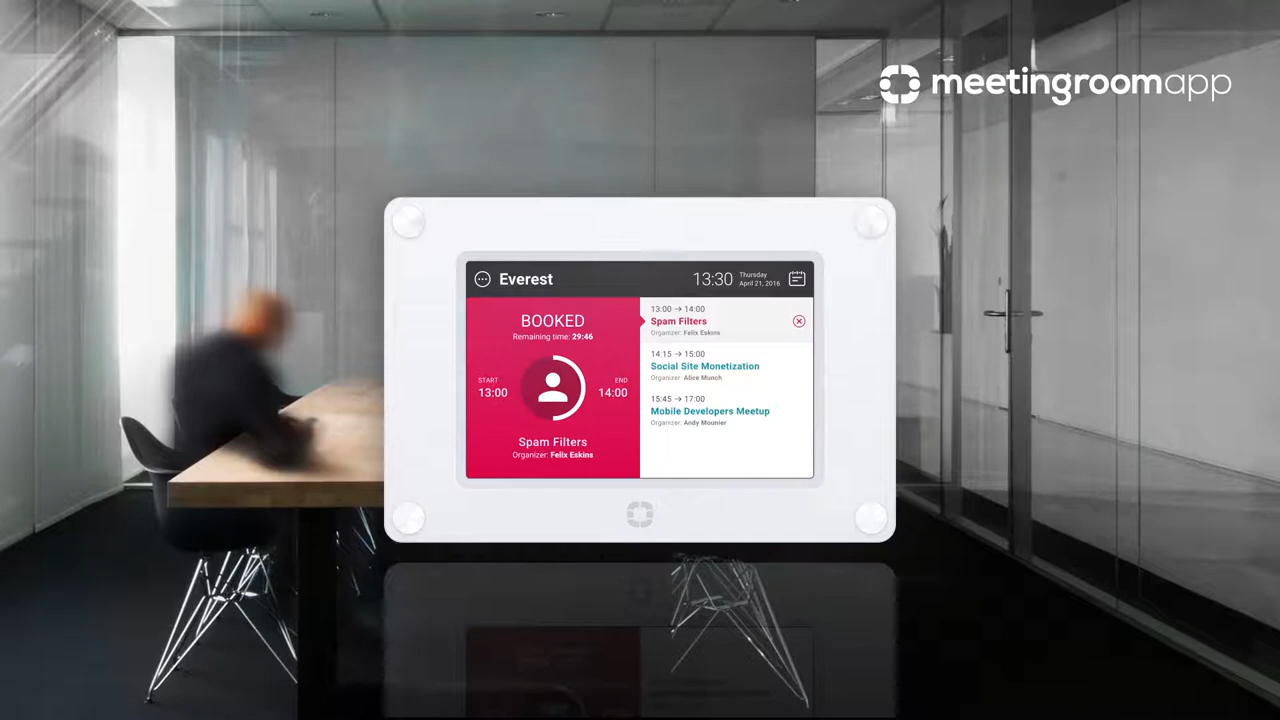 meetingroomapp
Everest
13:30
Thursday
April 21, 2016
BOOKED
Remaining time: 29:46
START
13:00
END
14:00
Spam Filters
Organizer: Felix Eskins
13:00 → 14:00
Spam Filters
Organizer: Felix Eskins
14:15 → 15:00
Social Site Monetization
Organizer: Alice Munch
15:45 → 17:00
Mobile Developers Meetup
Organizer: Andy Mounier